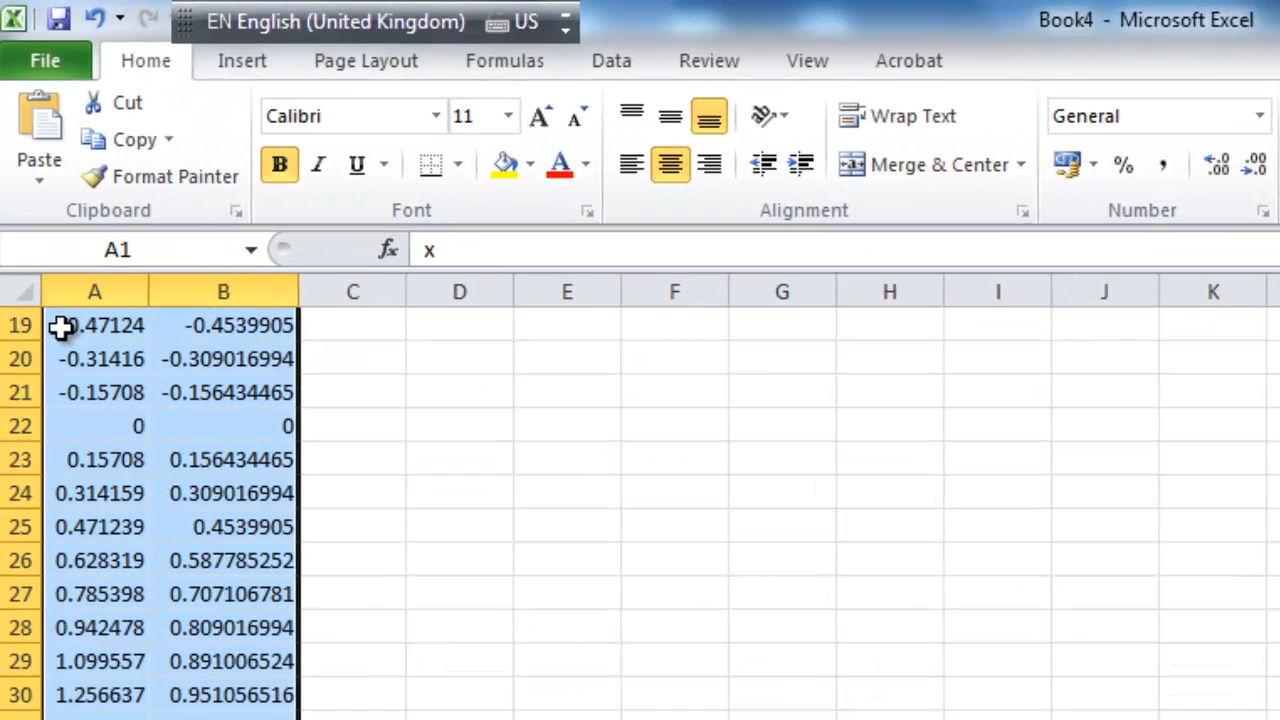 EN English (United Kingdom) US
Book4 - Microsoft Excel
File Home Insert Page Layout Formulas Data Review View Acrobat
Paste
Cut
Copy
Format Painter
Clipboard
Calibri 11
B I U A
Font
Wrap Text
Merge & Center
Alignment
General
% ,
Number
A1 fx x
A B C D E F G H I J K
19 0.47124 -0.4539905
20 -0.31416 -0.309016994
21 -0.15708 -0.156434465
22 0 0
23 0.15708 0.156434465
24 0.314159 0.309016994
25 0.471239 0.4539905
26 0.628319 0.587785252
27 0.785398 0.707106781
28 0.942478 0.809016994
29 1.099557 0.891006524
30 1.256637 0.951056516